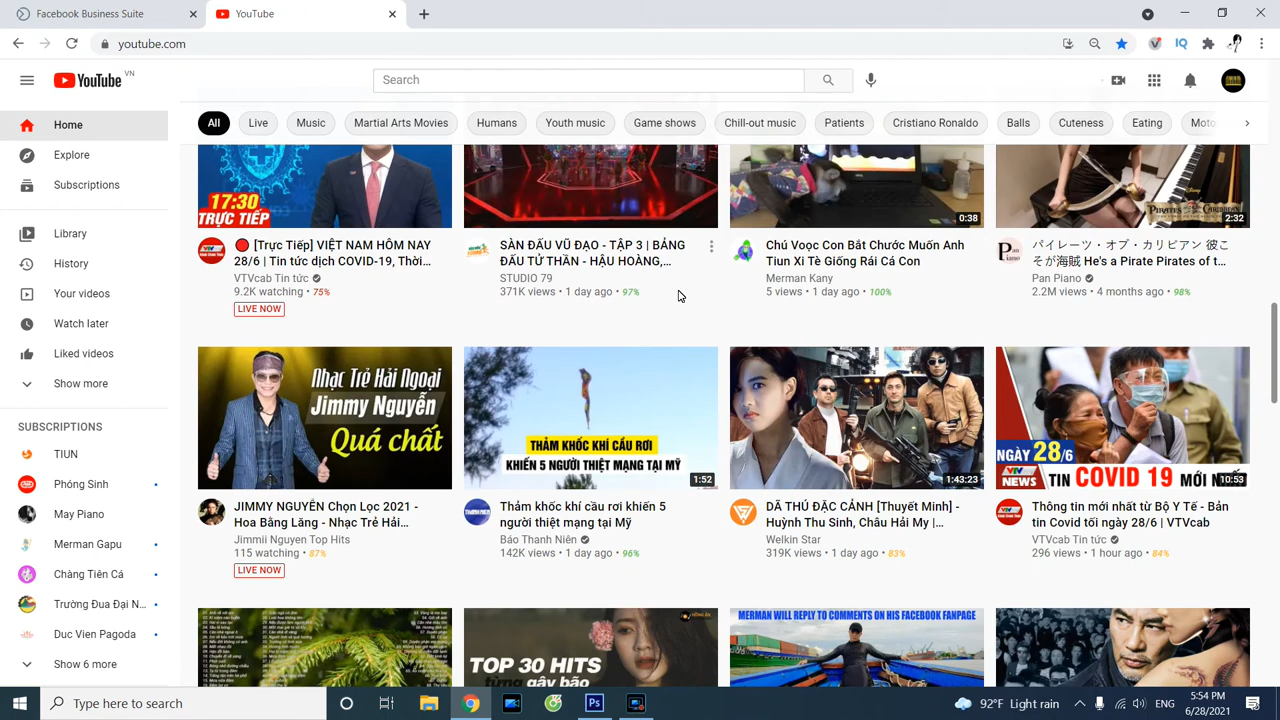 Facebook Business Suite
YouTube
youtube.com
YouTube VN
Search
Home
Explore
Subscriptions
Library
History
Your videos
Watch later
Liked videos
Show more
SUBSCRIPTIONS
TIUN
Phóng Sinh
May Piano
Merman Gapu
Chàng Tiên Cá
Trường Đua Đại N...
Duc Vien Pagoda
Show 6 more
All
Live
Music
Martial Arts Movies
Humans
Youth music
Game shows
Chill-out music
Patients
Cristiano Ronaldo
Balls
Cuteness
Eating
Moto
17:30
TRỰC TIẾP
0:38
PIRATES CARIBBEAN
2:32
🔴 [Trực Tiếp] VIỆT NAM HÔM NAY
28/6 | Tin tức dịch COVID-19, Thời...
VTVcab Tin tức
9.2K watching • 75%
LIVE NOW
SÀN ĐẤU VŨ ĐẠO - TẬP 3 | BẢNG
ĐẤU TỬ THẦN - HẬU HOÀNG,...
STUDIO 79
371K views • 1 day ago • 97%
Chú Voọc Con Bắt Chước Muốn Anh
Tiun Xi Tè Giống Rái Cá Con
Merman Kany
5 views • 1 day ago • 100%
パイレーツ・オブ・カリビアン 彼こ
そが海賊 He's a Pirate Pirates of t...
Pan Piano
2.2M views • 4 months ago • 98%
Nhạc Trẻ Hải Ngoại
Jimmy Nguyễn
Quá chất
THẢM KHỐC KHÍ CẦU RƠI
KHIẾN 5 NGƯỜI THIỆT MẠNG TẠI MỸ
1:52
1:43:23
NGÀY 28/6
VTV NEWS
TIN COVID 19 MỚI NHẤT
10:53
JIMMY NGUYỄN Chọn Lọc 2021 -
Hoa Bằng Lăng - Nhạc Trẻ Hải...
Jimmii Nguyen Top Hits
115 watching • 87%
LIVE NOW
Thảm khốc khí cầu rơi khiến 5
người thiệt mạng tại Mỹ
Báo Thanh Niên
142K views • 1 day ago • 96%
DÃ THÚ ĐẶC CẢNH [Thuyết Minh] -
Huỳnh Thu Sinh, Châu Hải My |...
Welkin Star
319K views • 1 day ago • 83%
Thông tin mới nhất từ Bộ Y Tế - Bản
tin Covid tối ngày 28/6 | VTVcab
VTVcab Tin tức
296 views • 1 hour ago • 84%
HỒNG ÂN
TOP 30 HITS
từng gây bão
MERMAN WILL REPLY TO COMMENTS ON HIS FACEBOOK FANPAGE
Type here to search
92°F Light rain
ENG
5:54 PM
6/28/2021